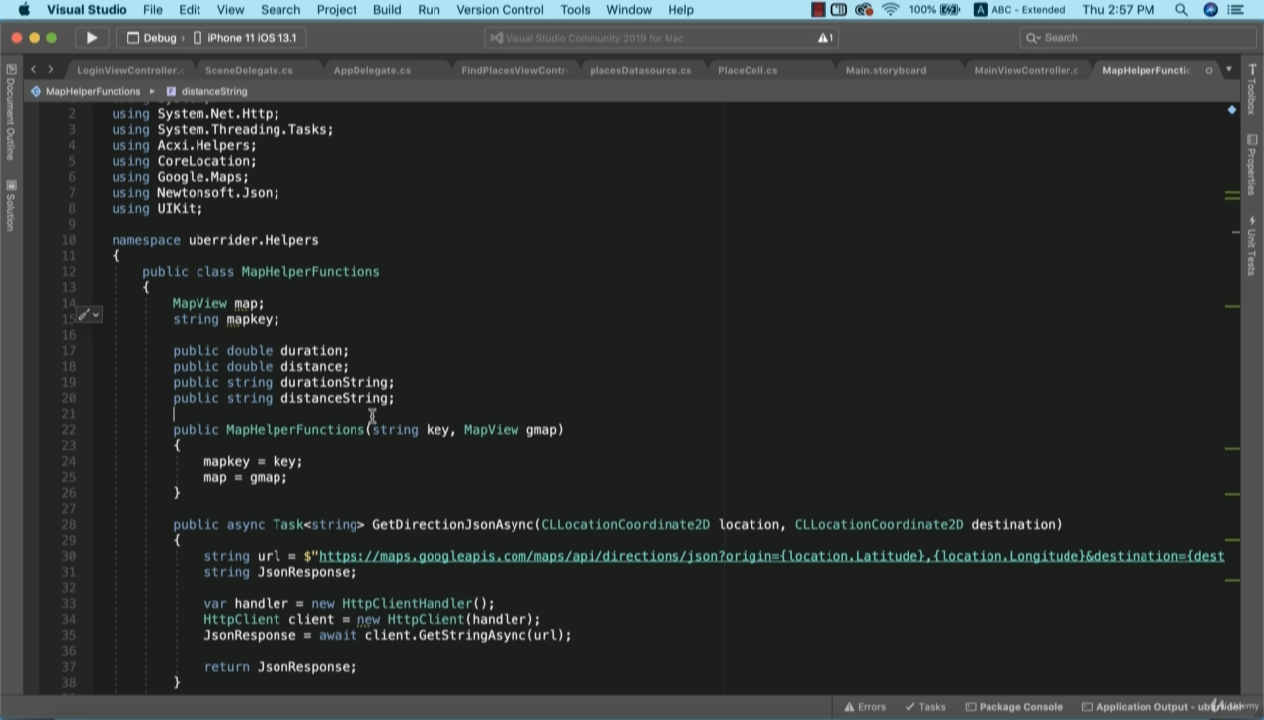 Visual Studio File Edit View Search Project Build Run Version Control Tools Window Help 100% A ABC - Extended Thu 2:57 PM
Debug › iPhone 11 iOS 13.1 Visual Studio Community 2019 for Mac 1 Search
LoginViewController.c SceneDelegate.cs AppDelegate.cs FindPlacesViewContr placesDatasource.cs PlaceCell.cs Main.storyboard MainViewController.c MapHelperFuncti
MapHelperFunctions distanceString
Document Outline
Solution
Toolbox
Properties
Unit Tests
2 using System.Net.Http;
3 using System.Threading.Tasks;
4 using Acxi.Helpers;
5 using CoreLocation;
6 using Google.Maps;
7 using Newtonsoft.Json;
8 using UIKit;
9
10 namespace uberrider.Helpers
11 {
12 public class MapHelperFunctions
13 {
14 MapView map;
15 string mapkey;
16
17 public double duration;
18 public double distance;
19 public string durationString;
20 public string distanceString;
21
22 public MapHelperFunctions(string key, MapView gmap)
23 {
24 mapkey = key;
25 map = gmap;
26 }
27
28 public async Task<string> GetDirectionJsonAsync(CLLocationCoordinate2D location, CLLocationCoordinate2D destination)
29 {
30 string url = $"https://maps.googleapis.com/maps/api/directions/json?origin={location.Latitude},{location.Longitude}&destination={dest
31 string JsonResponse;
32
33 var handler = new HttpClientHandler();
34 HttpClient client = new HttpClient(handler);
35 JsonResponse = await client.GetStringAsync(url);
36
37 return JsonResponse;
38 }
Errors Tasks Package Console Application Output -